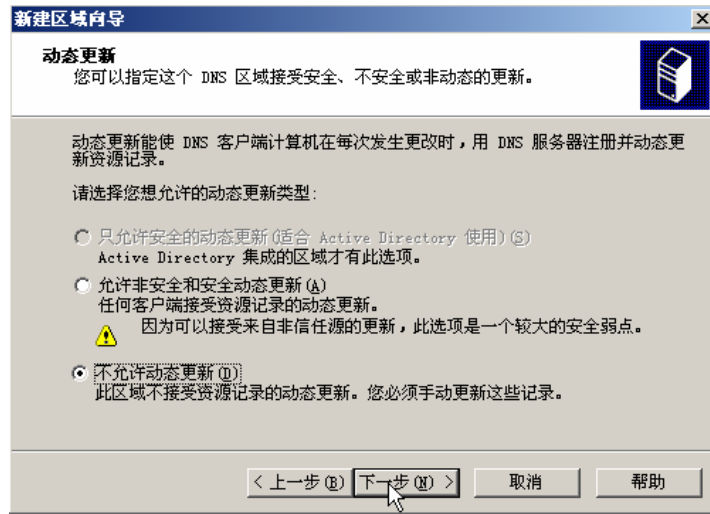 新建区域向导
动态更新
您可以指定这个 DNS 区域接受安全、不安全或非动态的更新。
动态更新能使 DNS 客户端计算机在每次发生更改时，用 DNS 服务器注册并动态更
新资源记录。
请选择您想允许的动态更新类型:
只允许安全的动态更新(适合 Active Directory 使用)(S)
Active Directory 集成的区域才有此选项。
允许非安全和安全动态更新(A)
任何客户端接受资源记录的动态更新。
因为可以接受来自非信任源的更新，此选项是一个较大的安全弱点。
不允许动态更新(D)
此区域不接受资源记录的动态更新。您必须手动更新这些记录。
< 上一步(B) 下一步(N) > 取消 帮助